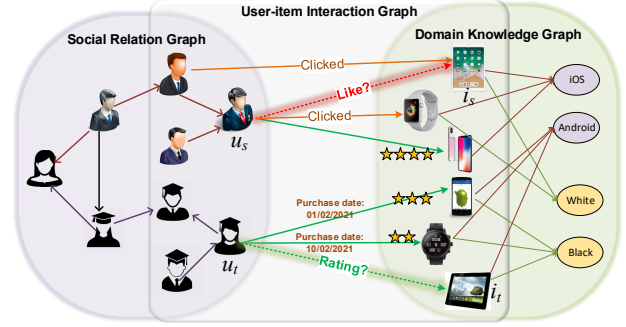 User-item Interaction Graph
Social Relation Graph
Domain Knowledge Graph
Clicked
iOS
Like?
i_s
Clicked
u_s
Android
Purchase date:
01/02/2021
White
Purchase date:
10/02/2021
Black
u_t
Rating?
i_t